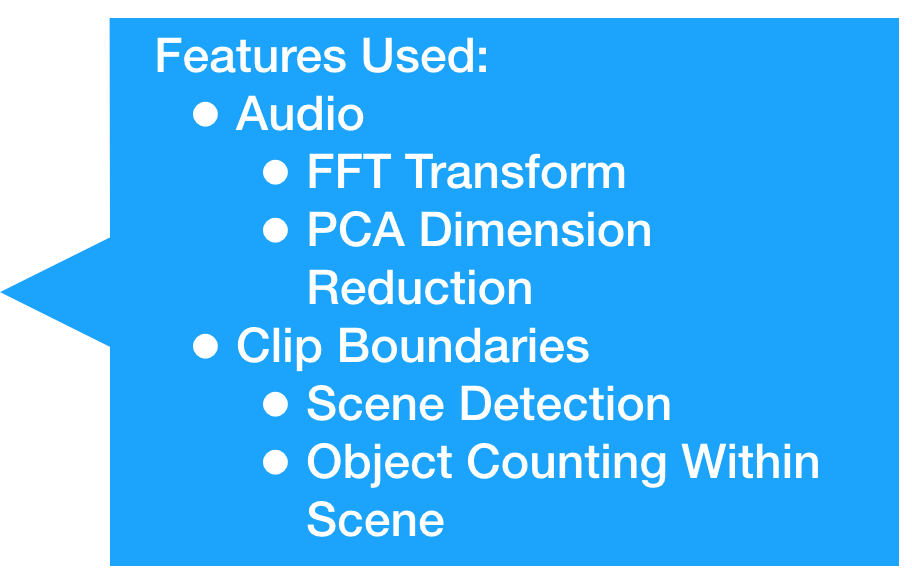 Features Used:
● Audio
● FFT Transform
● PCA Dimension
Reduction
● Clip Boundaries
● Scene Detection
● Object Counting Within
Scene